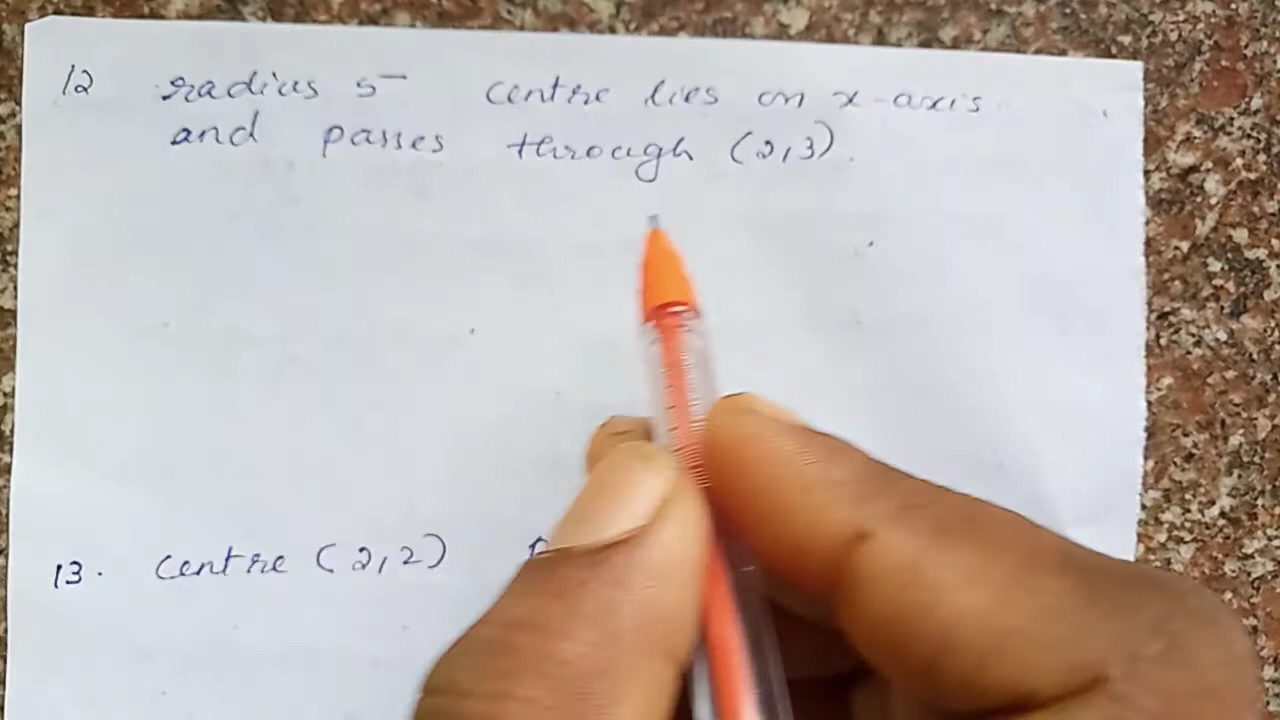 12 radius 5 centre lies on x-axis
and passes through (2,3).
13. centre (2,2)